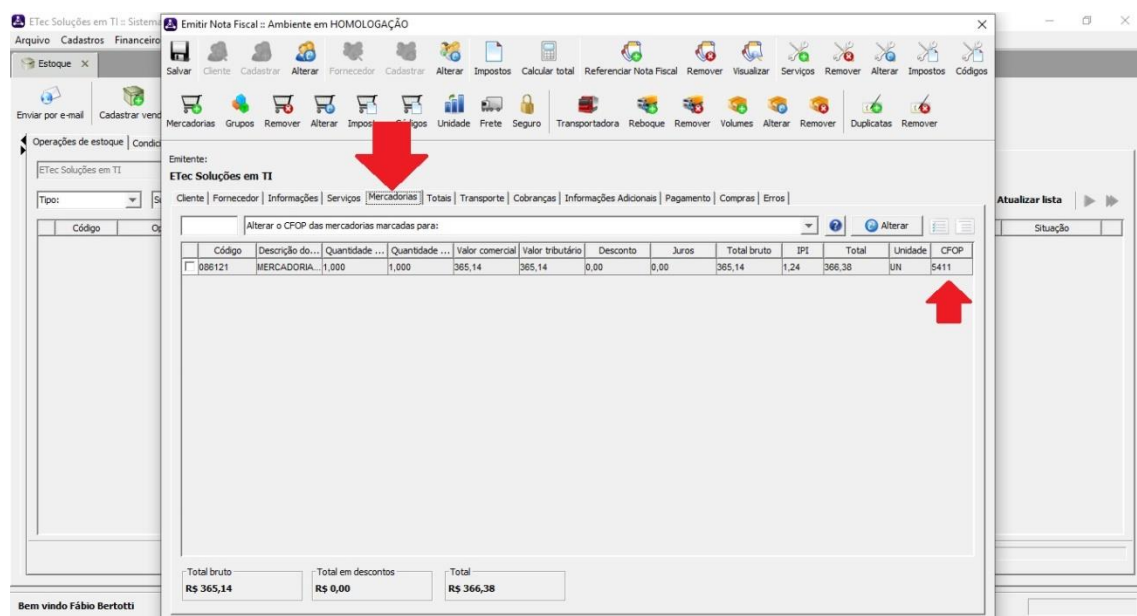 ETec Soluções em TI :: Sistema
Emitir Nota Fiscal :: Ambiente em HOMOLOGAÇÃO
Arquivo Cadastros Financeiro
Estoque
Salvar Cliente Cadastrar Alterar Fornecedor Cadastrar Alterar Impostos Calcular total Referenciar Nota Fiscal Remover Visualizar Serviços Remover Alterar Impostos Códigos
Enviar por e-mail Cadastrar vend
Mercadorias Grupos Remover Alterar Unidade Frete Seguro Transportadora Reboque Remover Volumes Alterar Remover Duplicatas Remover
Operações de estoque Condici
Emitente:
ETec Soluções em TI
ETec Soluções em TI
Cliente Fornecedor Informações Serviços Mercadorias Totais Transporte Cobranças Informações Adicionais Pagamento Compras Erros
Tipo:
Atualizar lista
Alterar o CFOP das mercadorias marcadas para:
Alterar
Código
Situação
Código Descrição do... Quantidade ... Quantidade ... Valor comercial Valor tributário Desconto Juros Total bruto IPI Total Unidade CFOP
086121 MERCADORIA... 1,000 1,000 365,14 365,14 0,00 0,00 365,14 1,24 366,38 UN 5411
Total bruto Total em descontos Total
R$ 365,14 R$ 0,00 R$ 366,38
Bem vindo Fábio Bertotti